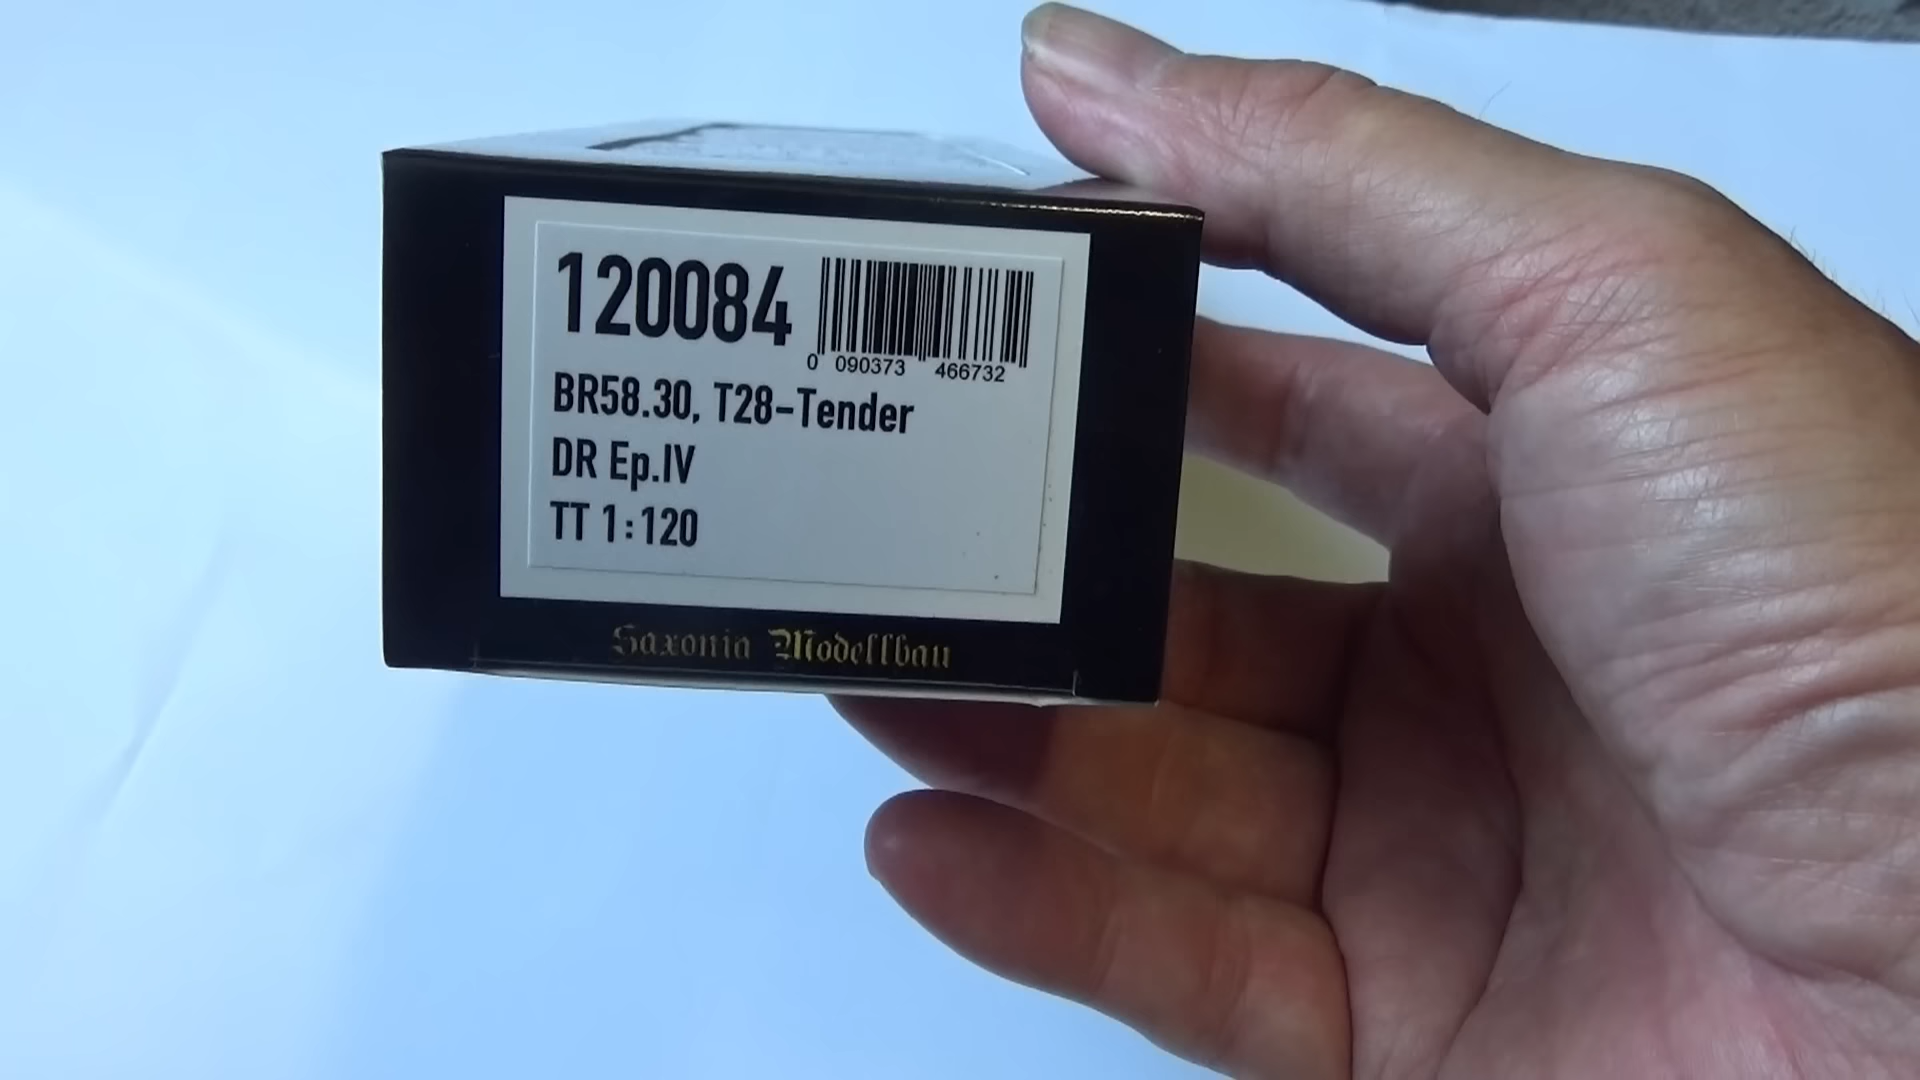 120084
0 090373 466732
BR58.30, T28-Tender
DR Ep.IV
TT 1:120
Saxonia Modellbau